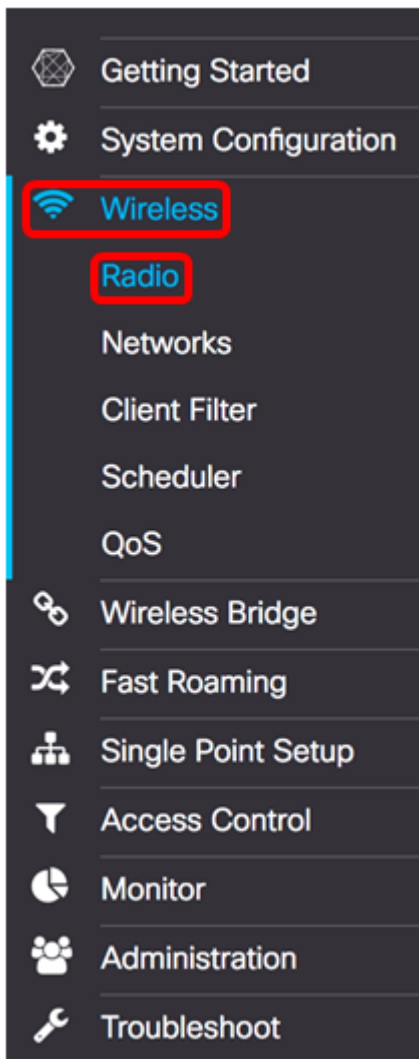 Getting Started
System Configuration
Wireless
Radio
Networks
Client Filter
Scheduler
QoS
Wireless Bridge
Fast Roaming
Single Point Setup
Access Control
Monitor
Administration
Troubleshoot